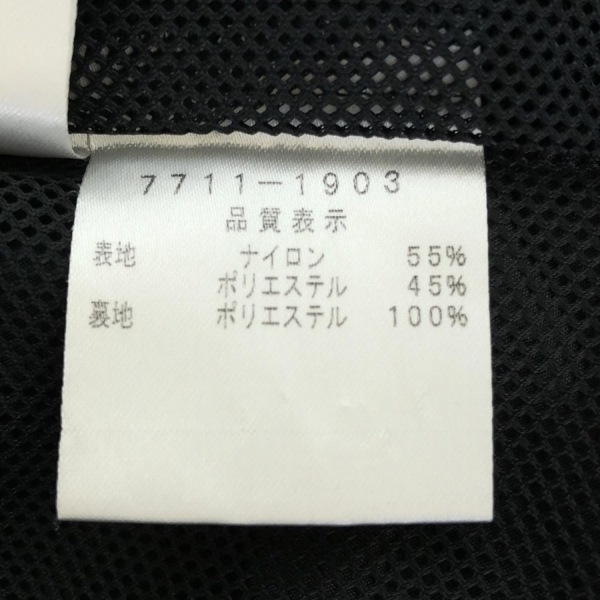 7711-1903
品質表示
表地 ナイロン 55%
ポリエステル 45%
裏地 ポリエステル 100%